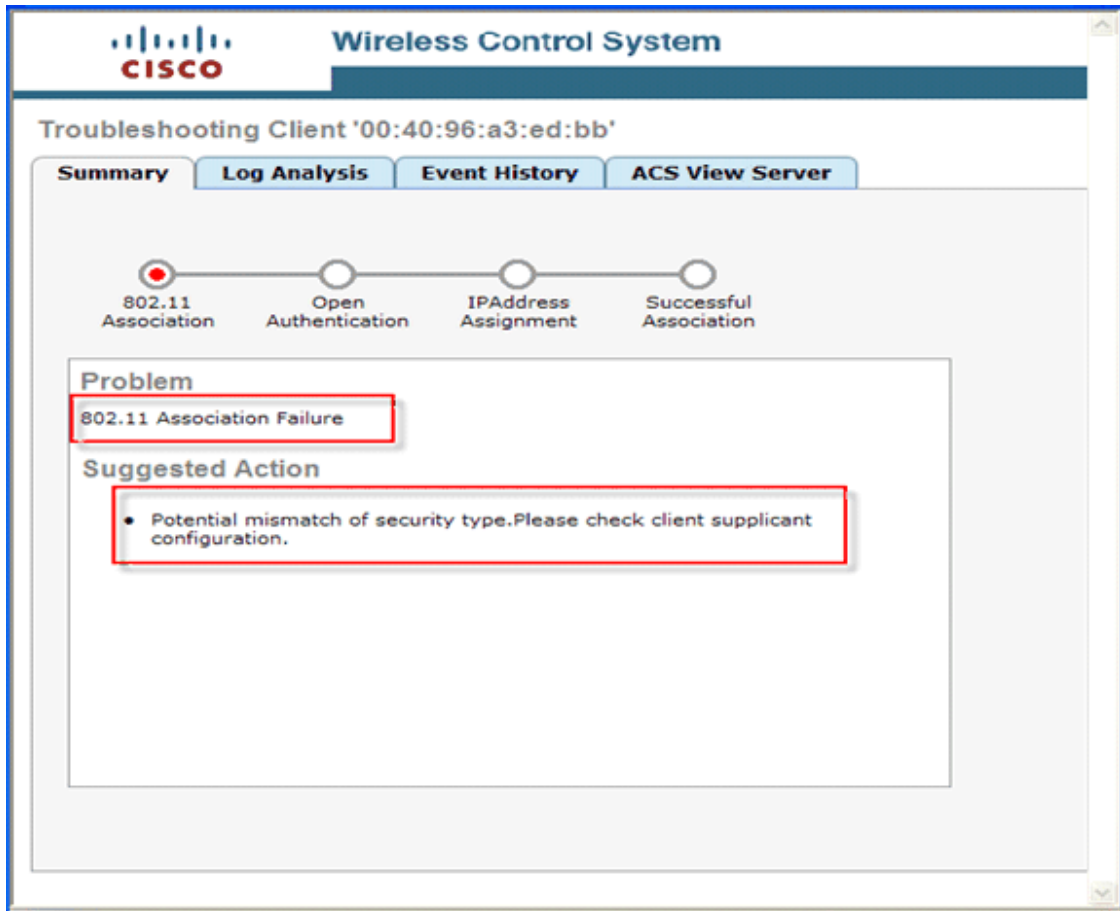 CISCO
Wireless Control System
Troubleshooting Client '00:40:96:a3:ed:bb'
Summary
Log Analysis
Event History
ACS View Server
802.11
Association
Open
Authentication
IPAddress
Assignment
Successful
Association
Problem
802.11 Association Failure
Suggested Action
• Potential mismatch of security type.Please check client supplicant
configuration.